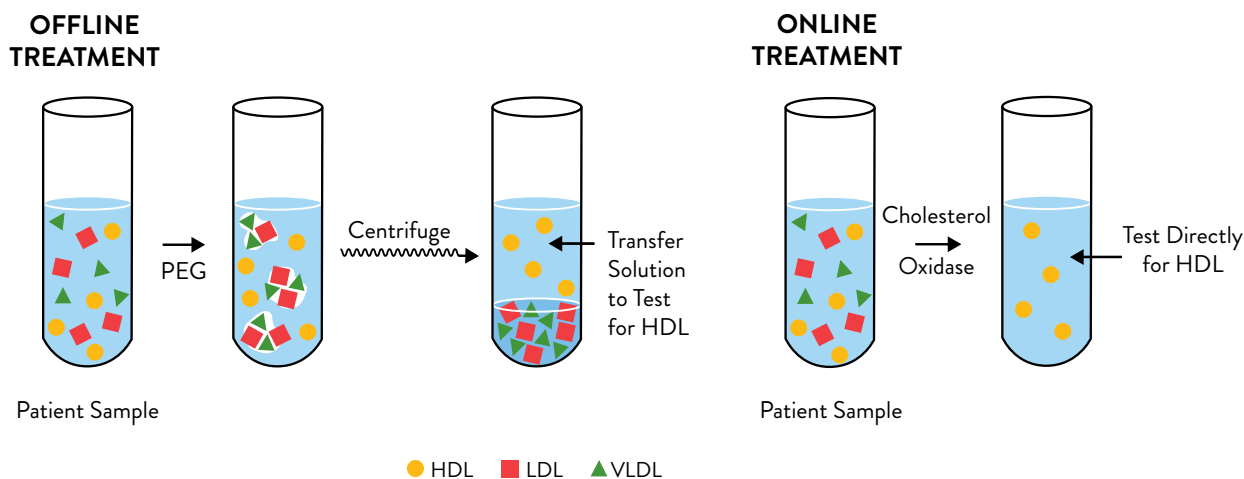 OFFLINE
TREATMENT
ONLINE
TREATMENT
PEG
Centrifuge
Transfer
Solution
to Test
for HDL
Cholesterol
Oxidase
Test Directly
for HDL
Patient Sample
Patient Sample
HDL LDL VLDL